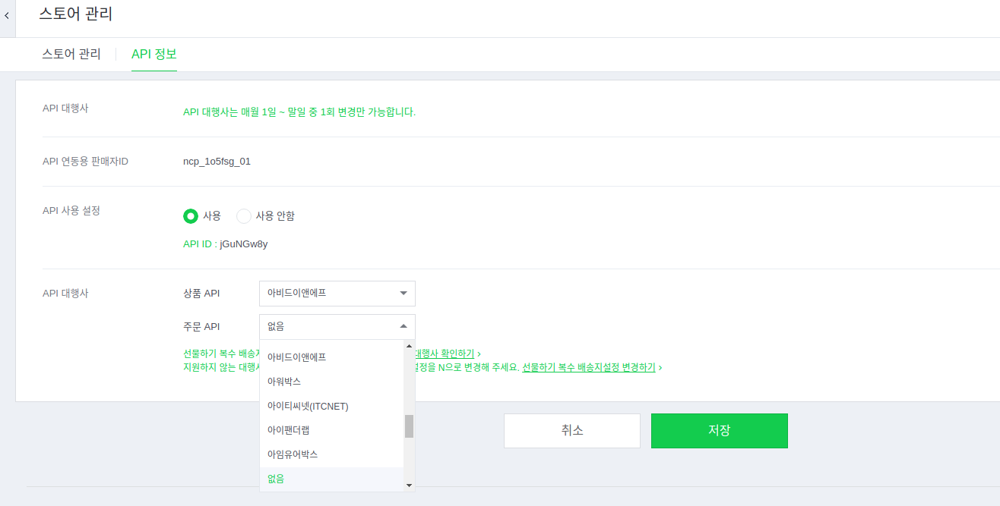 스토어 관리
스토어 관리
API 정보
API 대행사
API 대행사는 매월 1일 ~ 말일 중 1회 변경만 가능합니다.
API 연동용 판매자ID
ncp_1o5fsg_01
API 사용 설정
사용
사용 안함
API ID : jGuNGw8y
API 대행사
상품 API
아비드이앤에프
주문 API
없음
선물하기 복수 배송지
대행사 확인하기 ›
지원하지 않는 대행사
설정을 N으로 변경해 주세요. 선물하기 복수 배송지설정 변경하기 ›
아비드이앤에프
아워박스
아이티씨넷(ITCNET)
아이팬더랩
아임유어박스
없음
취소
저장